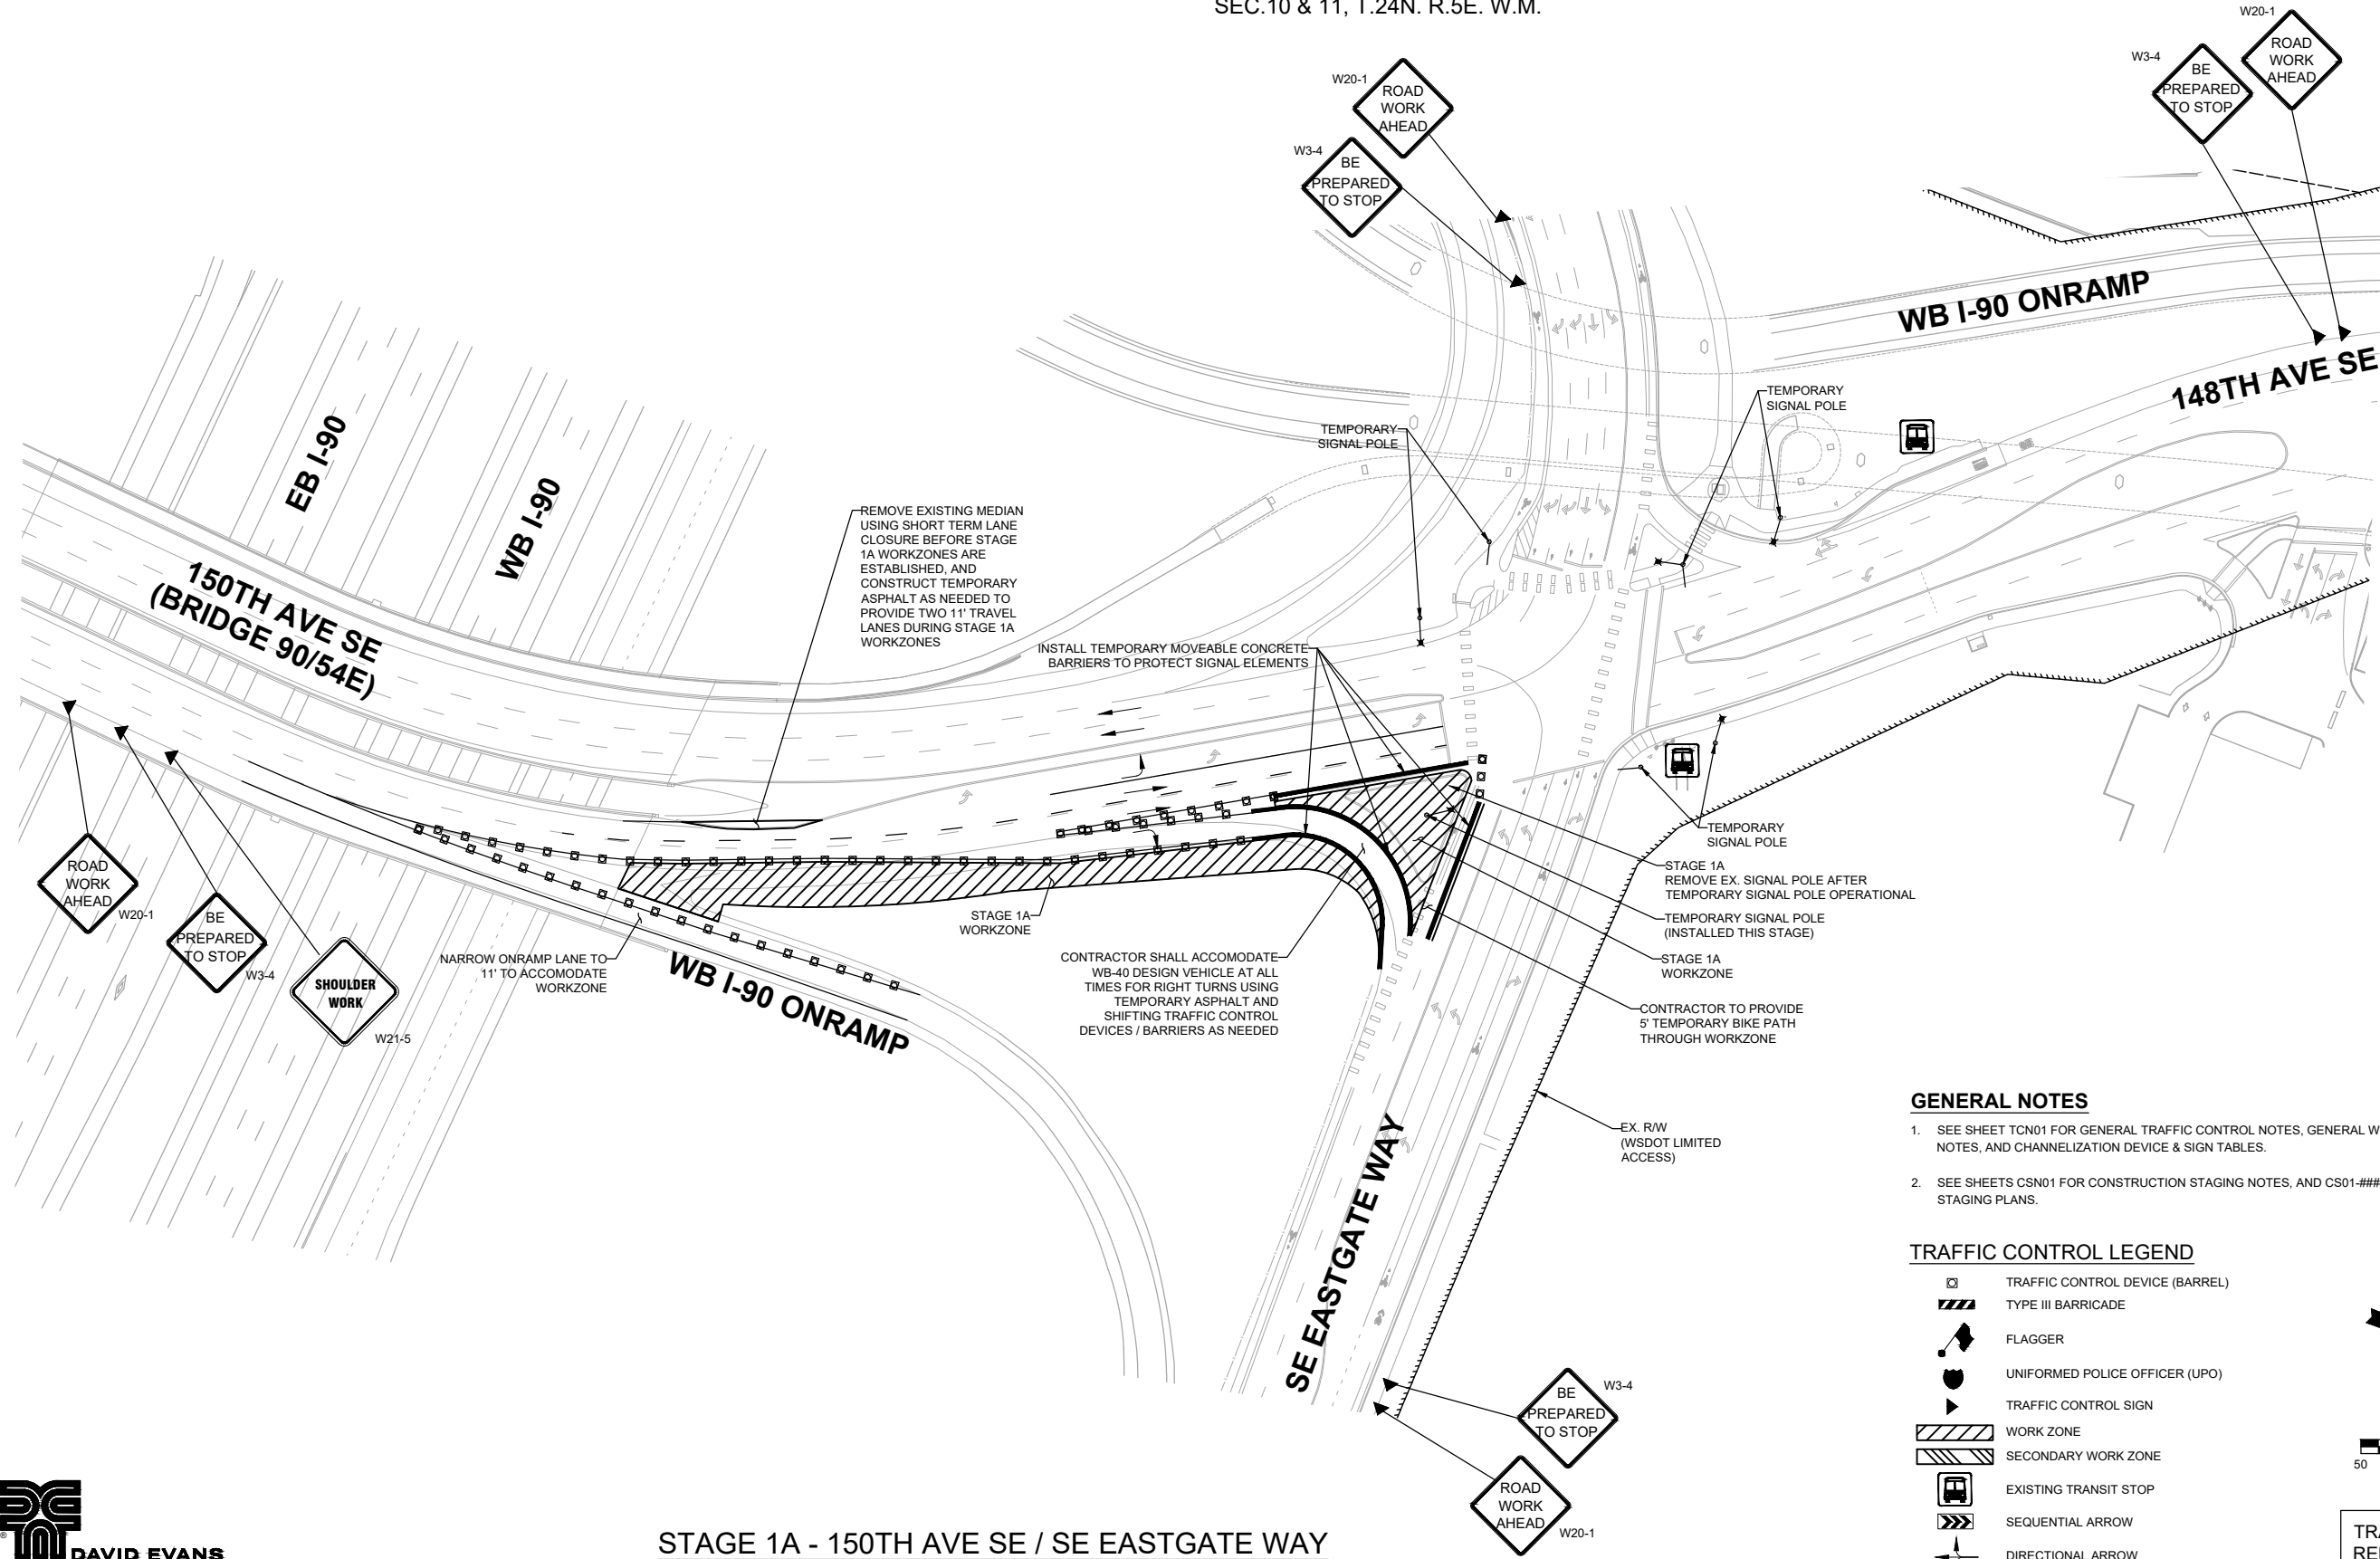 SEC.10 & 11, T.24N. R.5E. W.M.
W20-1
ROAD
WORK
AHEAD
W3-4
BE
PREPARED
TO STOP
W20-1
ROAD
WORK
AHEAD
W3-4
BE
PREPARED
TO STOP
WB I-90 ONRAMP
148TH AVE SE
TEMPORARY
SIGNAL POLE
TEMPORARY
SIGNAL POLE
EB I-90
WB I-90
150TH AVE SE
(BRIDGE 90/54E)
REMOVE EXISTING MEDIAN
USING SHORT TERM LANE
CLOSURE BEFORE STAGE
1A WORKZONES ARE
ESTABLISHED, AND
CONSTRUCT TEMPORARY
ASPHALT AS NEEDED TO
PROVIDE TWO 11' TRAVEL
LANES DURING STAGE 1A
WORKZONES
INSTALL TEMPORARY MOVEABLE CONCRETE
BARRIERS TO PROTECT SIGNAL ELEMENTS
TEMPORARY
SIGNAL POLE
STAGE 1A
REMOVE EX. SIGNAL POLE AFTER
TEMPORARY SIGNAL POLE OPERATIONAL
TEMPORARY SIGNAL POLE
(INSTALLED THIS STAGE)
STAGE 1A
WORKZONE
CONTRACTOR TO PROVIDE
5' TEMPORARY BIKE PATH
THROUGH WORKZONE
ROAD
WORK
AHEAD
W20-1
BE
PREPARED
TO STOP
W3-4
SHOULDER
WORK
W21-5
NARROW ONRAMP LANE TO
11' TO ACCOMODATE
WORKZONE
WB I-90 ONRAMP
STAGE 1A
WORKZONE
CONTRACTOR SHALL ACCOMODATE
WB-40 DESIGN VEHICLE AT ALL
TIMES FOR RIGHT TURNS USING
TEMPORARY ASPHALT AND
SHIFTING TRAFFIC CONTROL
DEVICES / BARRIERS AS NEEDED
EX. R/W
(WSDOT LIMITED
ACCESS)
SE EASTGATE WAY
BE
PREPARED
TO STOP
W3-4
ROAD
WORK
AHEAD
W20-1
GENERAL NOTES
1. SEE SHEET TCN01 FOR GENERAL TRAFFIC CONTROL NOTES, GENERAL W
NOTES, AND CHANNELIZATION DEVICE & SIGN TABLES.
2. SEE SHEETS CSN01 FOR CONSTRUCTION STAGING NOTES, AND CS01-###
STAGING PLANS.
TRAFFIC CONTROL LEGEND
TRAFFIC CONTROL DEVICE (BARREL)
TYPE III BARRICADE
FLAGGER
UNIFORMED POLICE OFFICER (UPO)
TRAFFIC CONTROL SIGN
WORK ZONE
SECONDARY WORK ZONE
EXISTING TRANSIT STOP
SEQUENTIAL ARROW
DIRECTIONAL ARROW
50
STAGE 1A - 150TH AVE SE / SE EASTGATE WAY
DAVID EVANS